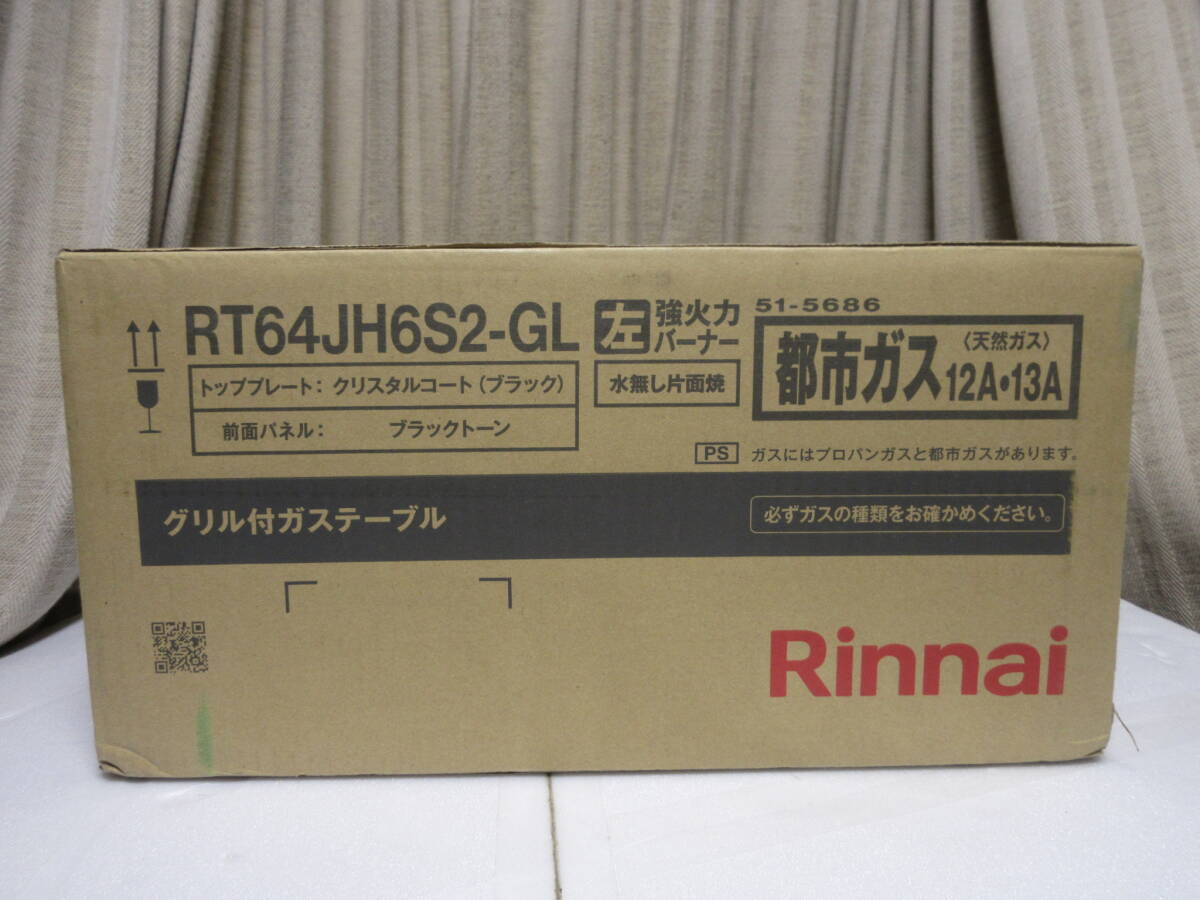 RT64JH6S2-GL
左 強火力
バーナー
51-5686
トッププレート： クリスタルコート（ブラック）
前面パネル： ブラックトーン
水無し片面焼
都市ガス 〈天然ガス〉
12A・13A
PS ガスにはプロパンガスと都市ガスがあります。
グリル付ガステーブル
必ずガスの種類をお確かめください。
Rinnai